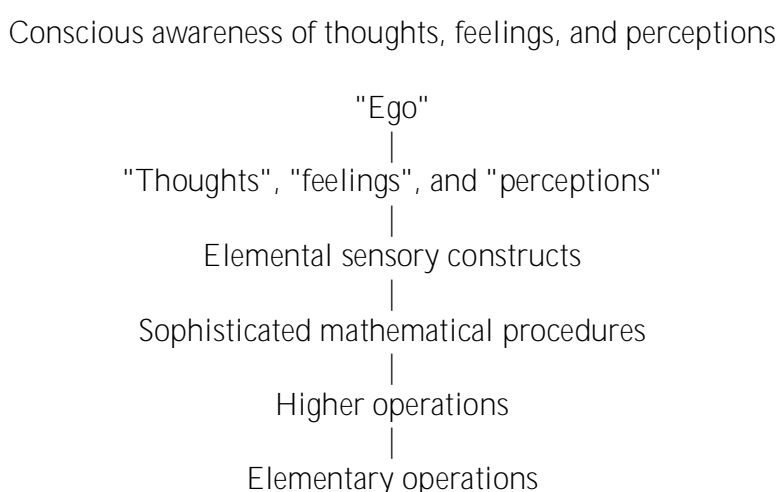 Conscious awareness of thoughts, feelings, and perceptions
"Ego"
"Thoughts", "feelings", and "perceptions"
Elemental sensory constructs
Sophisticated mathematical procedures
Higher operations
Elementary operations